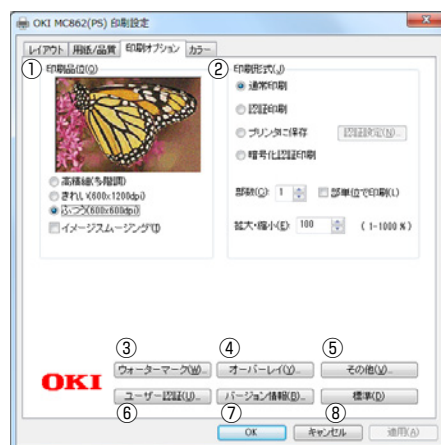 OKI MC862(PS) 印刷設定
レイアウト 用紙/品質 印刷オプション カラー
① 印刷品位(Q)
高精細(多階調)
きれい(600x1200dpi)
ふつう(600x600dpi)
イメージスムージング(I)
② 印刷形式(J)
通常印刷
認証印刷
プリンタに保存 認証設定(N)...
暗号化認証印刷
部数(C): 1 部単位で印刷(L)
拡大・縮小(E): 100 (1-1000 %)
③ ④ ⑤
OKI ウォーターマーク(W)... オーバーレイ(Y)... その他(V)...
ユーザー認証(U)... バージョン情報(B)... 標準(D)
⑥ ⑦ ⑧
OK キャンセル 適用(A)